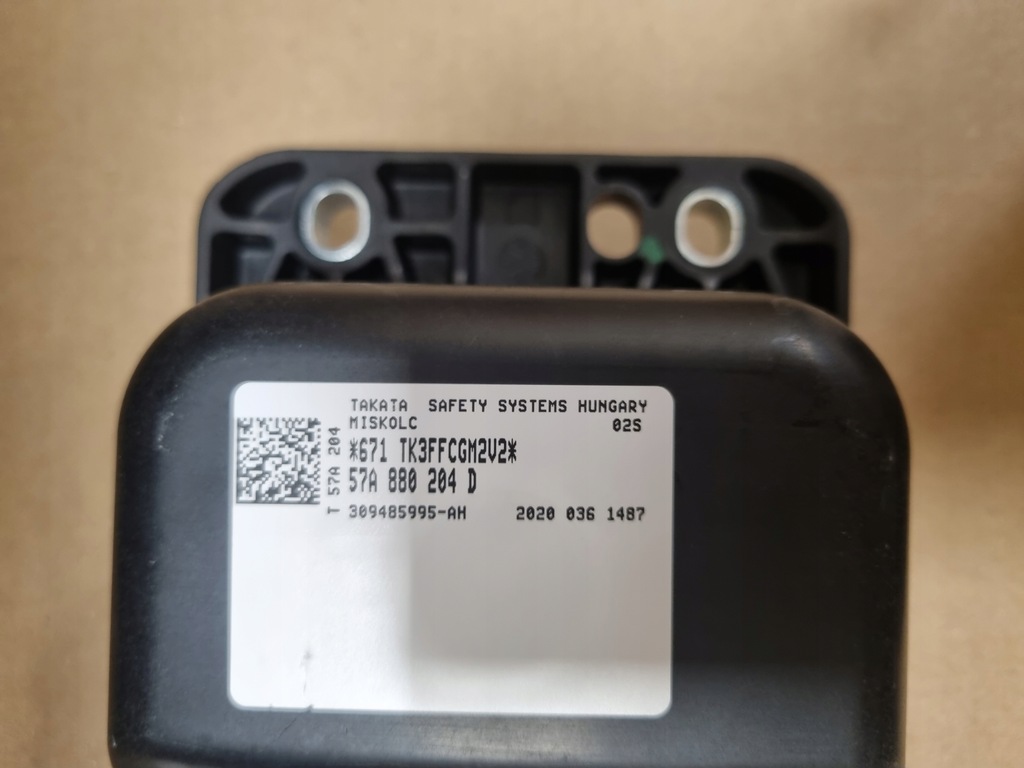 TAKATA SAFETY SYSTEMS HUNGARY
MISKOLC 02S
*671 TK3FFCGM2V2*
57A 880 204 D
309485995-AH 2020 036 1487
T 57A 204